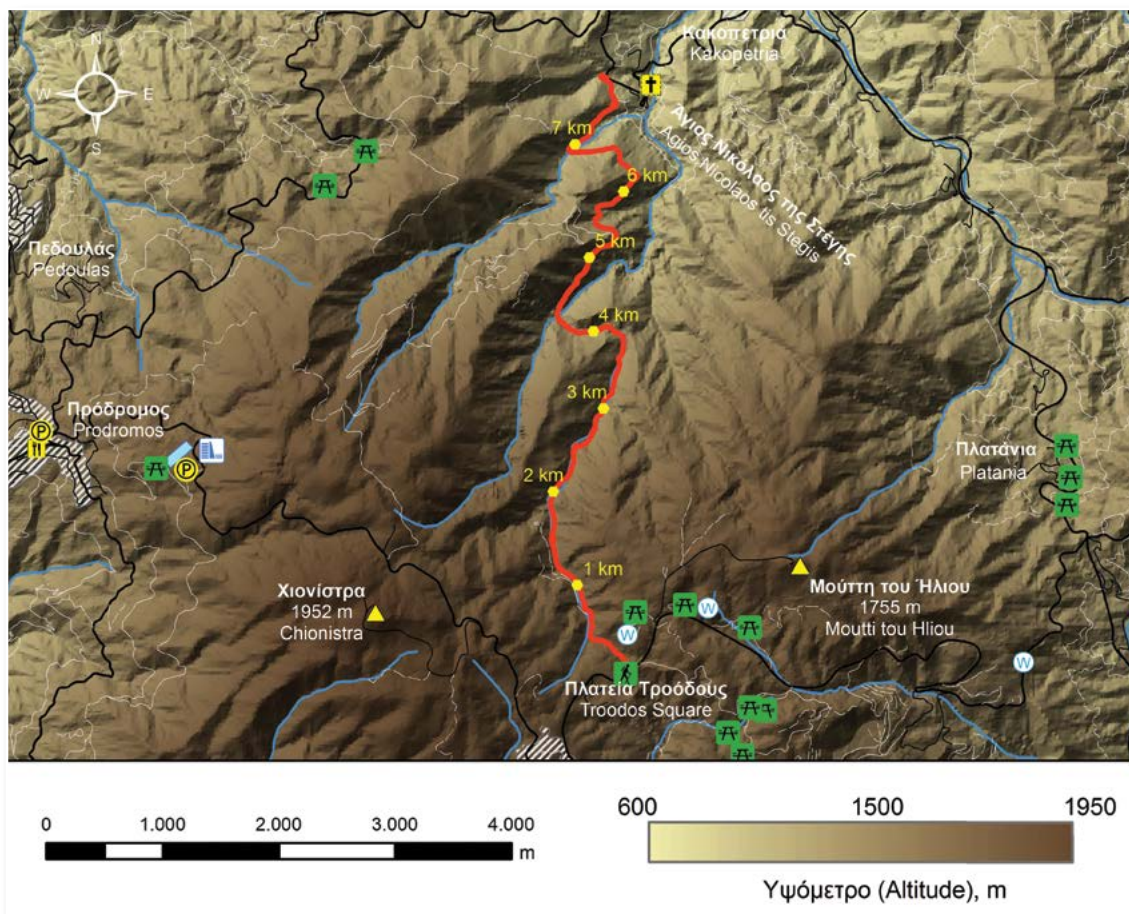 Κακοπετριά
Kakopetria
N
W
E
S
Άγιος Νικόλαος της Στέγης
Agios Nicolaos tis Stegis
7 km
6 km
Πεδουλάς
Pedoulas
5 km
4 km
3 km
Πρόδρομος
Prodromos
P
P
Πλατάνια
Platania
2 km
1 km
Χιονίστρα
1952 m
Chionistra
Μούττη του Ήλιου
1755 m
Moutti tou Hliou
W
W
W
Πλατεία Τροόδους
Troodos Square
0 1.000 2.000 3.000 4.000
m
600 1500 1950
Υψόμετρο (Altitude), m